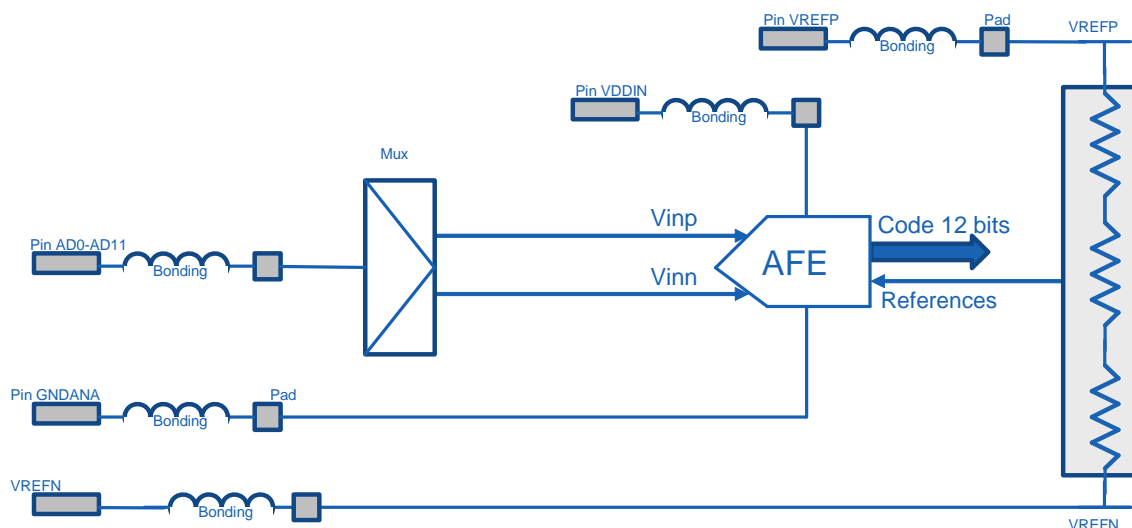 Pin VREFP
Pad
VREFP
Bonding
Pin VDDIN
Bonding
Mux
Vinp
Code 12 bits
Pin AD0-AD11
Bonding
AFE
Vinn
References
Pin GNDANA
Pad
Bonding
VREFN
Bonding
VREFN